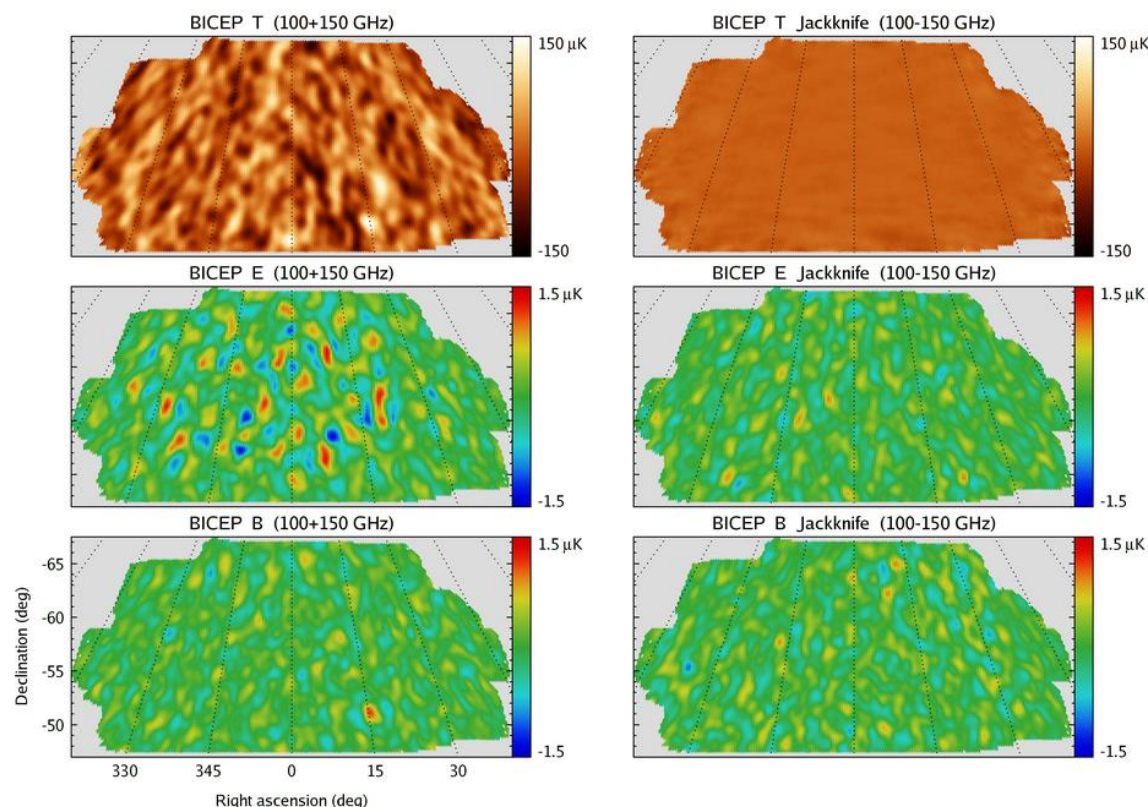 BICEP T (100+150 GHz)
BICEP T Jackknife (100-150 GHz)
150 μK
150 μK
-150
-150
BICEP E (100+150 GHz)
BICEP E Jackknife (100-150 GHz)
1.5 μK
1.5 μK
-1.5
-1.5
BICEP B (100+150 GHz)
BICEP B Jackknife (100-150 GHz)
1.5 μK
1.5 μK
-65
-60
-55
-50
Declination (deg)
-1.5
-1.5
330 345 0 15 30
Right ascension (deg)